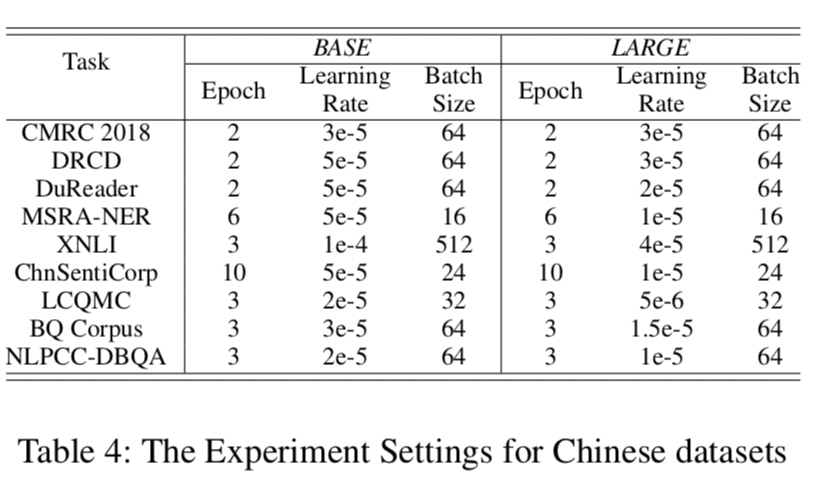 Task BASE LARGE
Epoch Learning Rate Batch Size Epoch Learning Rate Batch Size
CMRC 2018 2 3e-5 64 2 3e-5 64
DRCD 2 5e-5 64 2 3e-5 64
DuReader 2 5e-5 64 2 2e-5 64
MSRA-NER 6 5e-5 16 6 1e-5 16
XNLI 3 1e-4 512 3 4e-5 512
ChnSentiCorp 10 5e-5 24 10 1e-5 24
LCQMC 3 2e-5 32 3 5e-6 32
BQ Corpus 3 3e-5 64 3 1.5e-5 64
NLPCC-DBQA 3 2e-5 64 3 1e-5 64
Table 4: The Experiment Settings for Chinese datasets